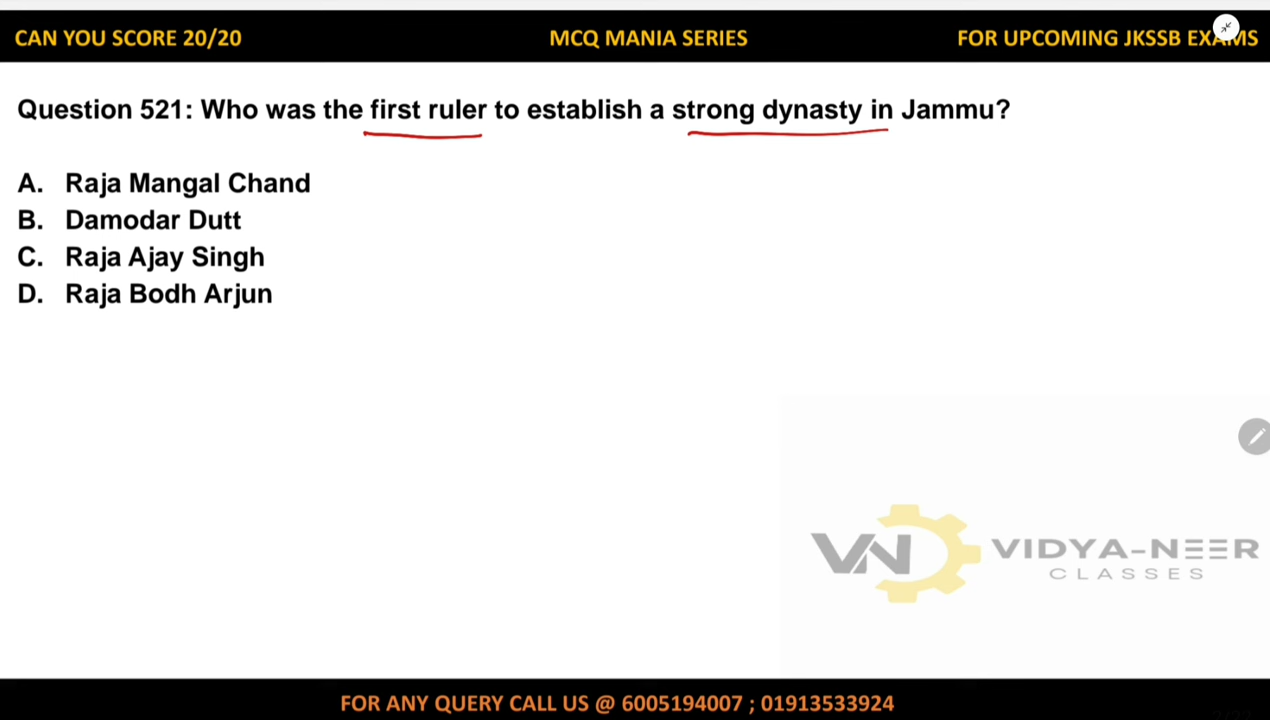 CAN YOU SCORE 20/20 MCQ MANIA SERIES FOR UPCOMING JKSSB EXAMS
Question 521: Who was the first ruler to establish a strong dynasty in Jammu?
A. Raja Mangal Chand
B. Damodar Dutt
C. Raja Ajay Singh
D. Raja Bodh Arjun
VN VIDYA-NEER
CLASSES
FOR ANY QUERY CALL US @ 6005194007 ; 01913533924